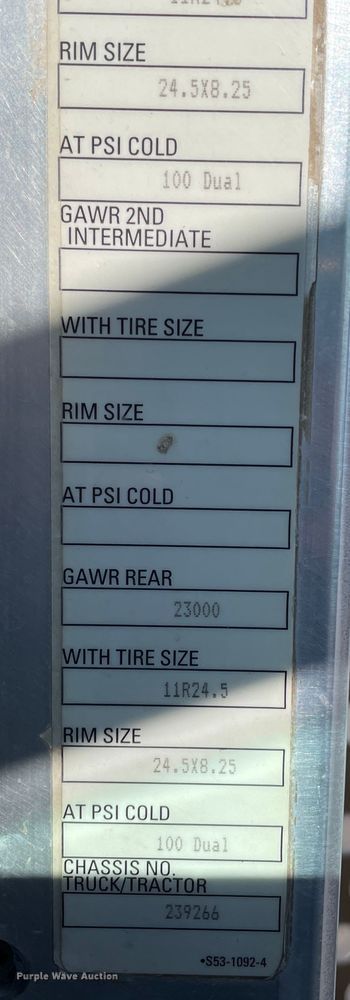 RIM SIZE
24.5X8.25
AT PSI COLD
100 Dual
GAWR 2ND
INTERMEDIATE
WITH TIRE SIZE
RIM SIZE
AT PSI COLD
GAWR REAR
23000
WITH TIRE SIZE
11R24.5
RIM SIZE
24.5X8.25
AT PSI COLD
100 Dual
CHASSIS NO.
TRUCK/TRACTOR
239266
•S53-1092-4
Purple Wave Auction